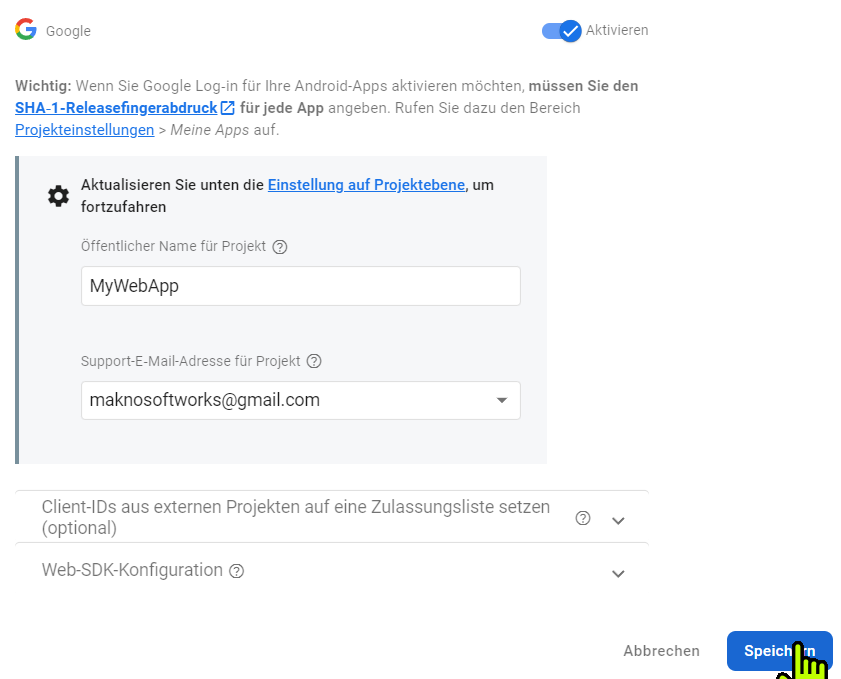 Google
Aktivieren
Wichtig: Wenn Sie Google Log-in für Ihre Android-Apps aktivieren möchten, müssen Sie den
SHA-1-Releasefingerabdruck für jede App angeben. Rufen Sie dazu den Bereich
Projekteinstellungen > Meine Apps auf.
Aktualisieren Sie unten die Einstellung auf Projektebene, um
fortzufahren
Öffentlicher Name für Projekt
MyWebApp
Support-E-Mail-Adresse für Projekt
maknosoftworks@gmail.com
Client-IDs aus externen Projekten auf eine Zulassungsliste setzen
(optional)
Web-SDK-Konfiguration
Abbrechen
Speichern